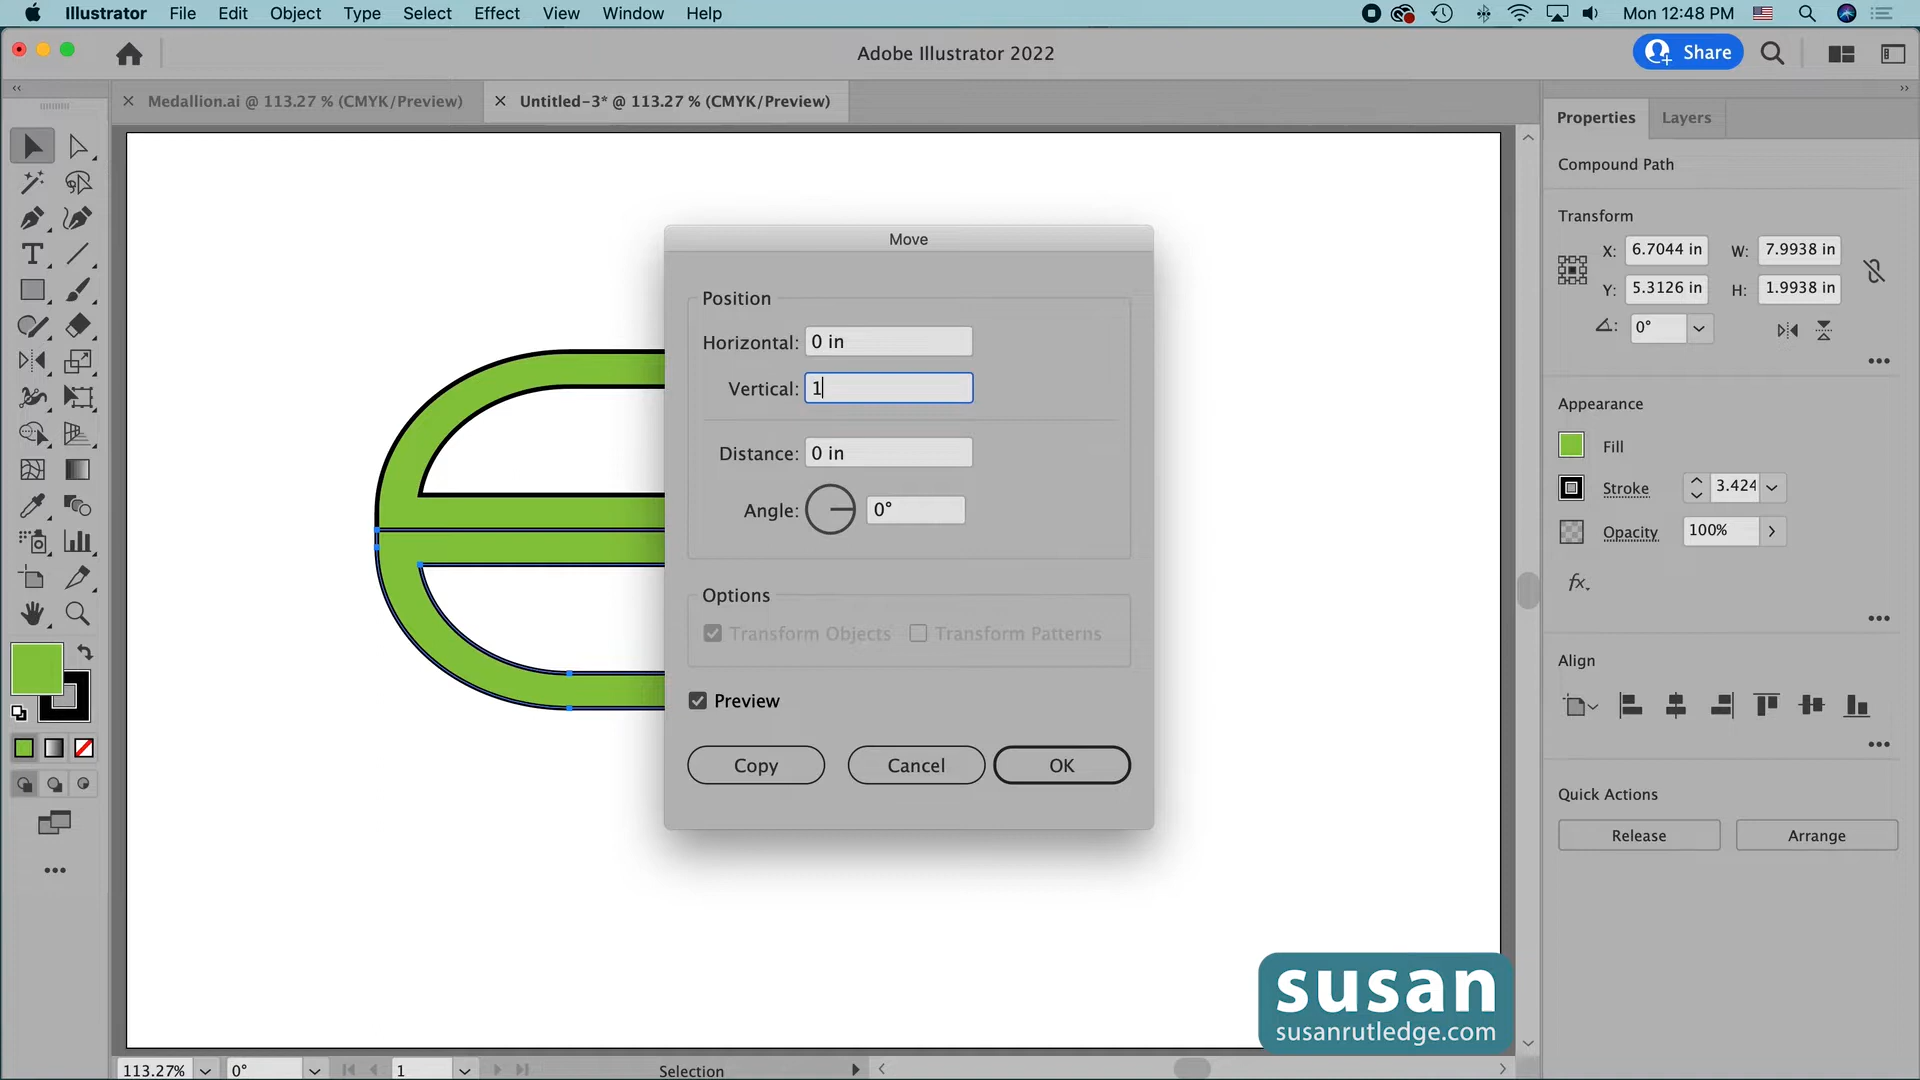 Illustrator File Edit Object Type Select Effect View Window Help Mon 12:48 PM
Adobe Illustrator 2022
Share
Medallion.ai @ 113.27 % (CMYK/Preview)
Untitled-3* @ 113.27 % (CMYK/Preview)
Properties Layers
Compound Path
Transform
X: 6.7044 in W: 7.9938 in
Y: 5.3126 in H: 1.9938 in
0°
Appearance
Fill
Stroke 3.424
Opacity 100%
fx.
Align
Quick Actions
Release Arrange
Move
Position
Horizontal: 0 in
Vertical: 1
Distance: 0 in
Angle: 0°
Options
Transform Objects Transform Patterns
Preview
Copy Cancel OK
susan
susanrutledge.com
113.27% 0° 1 Selection